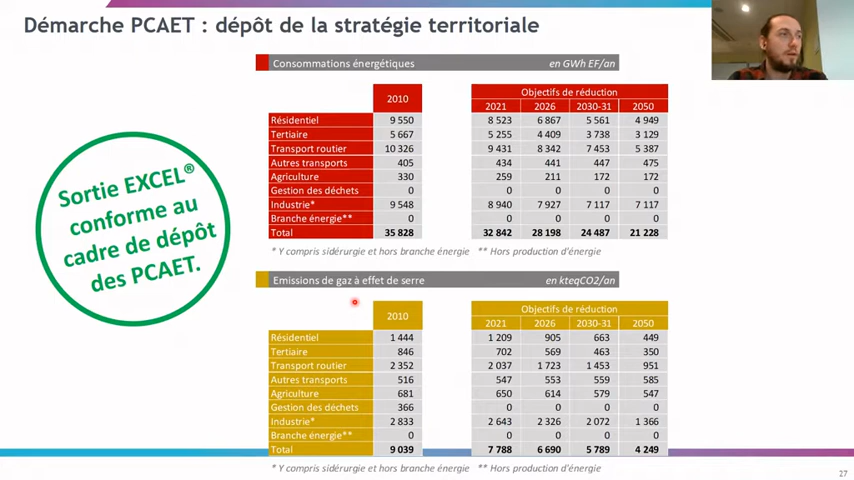 Démarche PCAET : dépôt de la stratégie territoriale
Sortie EXCEL®
conforme au
cadre de dépôt
des PCAET.
Consommations énergétiques en GWh EF/an
Objectifs de réduction
2010 2021 2026 2030-31 2050
Résidentiel 9 550 8 523 6 867 5 561 4 949
Tertiaire 5 667 5 255 4 409 3 738 3 129
Transport routier 10 326 9 431 8 342 7 453 5 387
Autres transports 405 434 441 447 475
Agriculture 330 259 211 172 172
Gestion des déchets 0 0 0 0 0
Industrie* 9 548 8 940 7 927 7 117 7 117
Branche énergie** 0 0 0 0 0
Total 35 828 32 842 28 198 24 487 21 228
* Y compris sidérurgie et hors branche énergie ** Hors production d'énergie
Emissions de gaz à effet de serre en kteqCO2/an
Objectifs de réduction
2010 2021 2026 2030-31 2050
Résidentiel 1 444 1 209 905 663 449
Tertiaire 846 702 569 463 350
Transport routier 2 352 2 037 1 723 1 453 951
Autres transports 516 547 553 559 585
Agriculture 681 650 614 579 547
Gestion des déchets 366 0 0 0 0
Industrie* 2 833 2 643 2 326 2 072 1 366
Branche énergie** 0 0 0 0 0
Total 9 039 7 788 6 690 5 789 4 249
* Y compris sidérurgie et hors branche énergie ** Hors production d'énergie
27